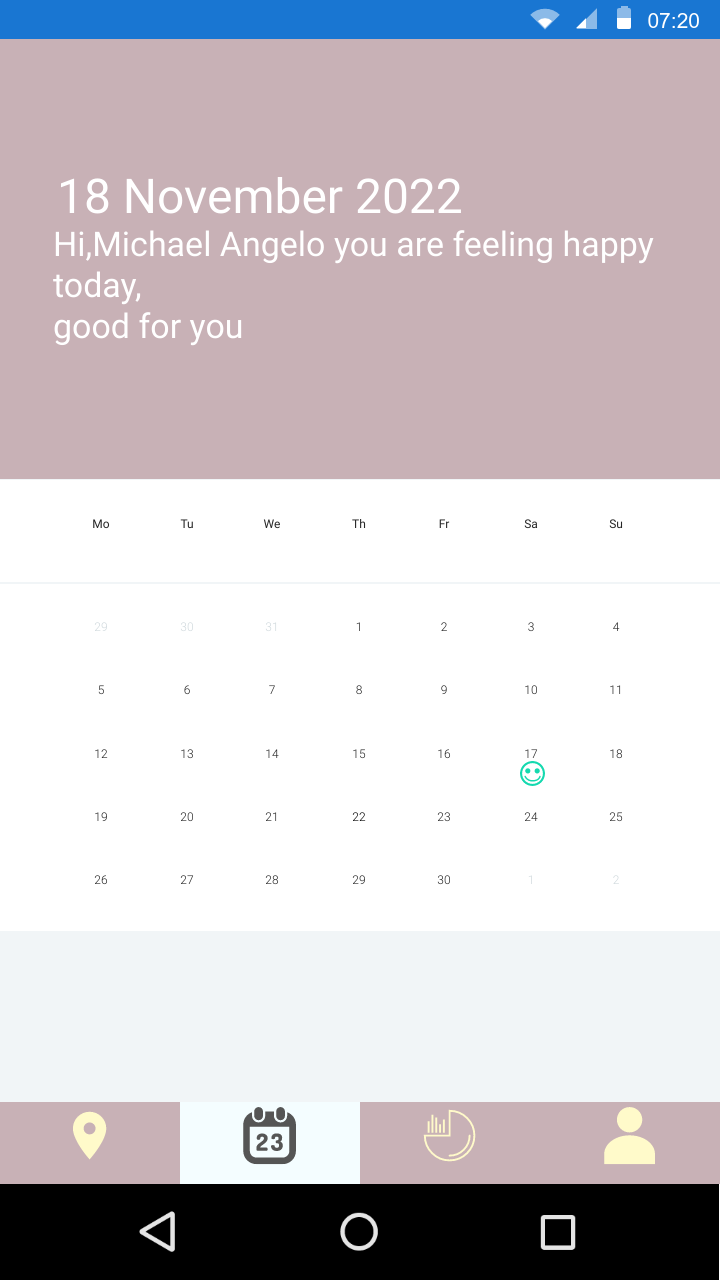 07:20
18 November 2022
Hi,Michael Angelo you are feeling happy
today,
good for you
Mo Tu We Th Fr Sa Su
29 30 31 1 2 3 4
5 6 7 8 9 10 11
12 13 14 15 16 17 18
19 20 21 22 23 24 25
26 27 28 29 30 1 2
23